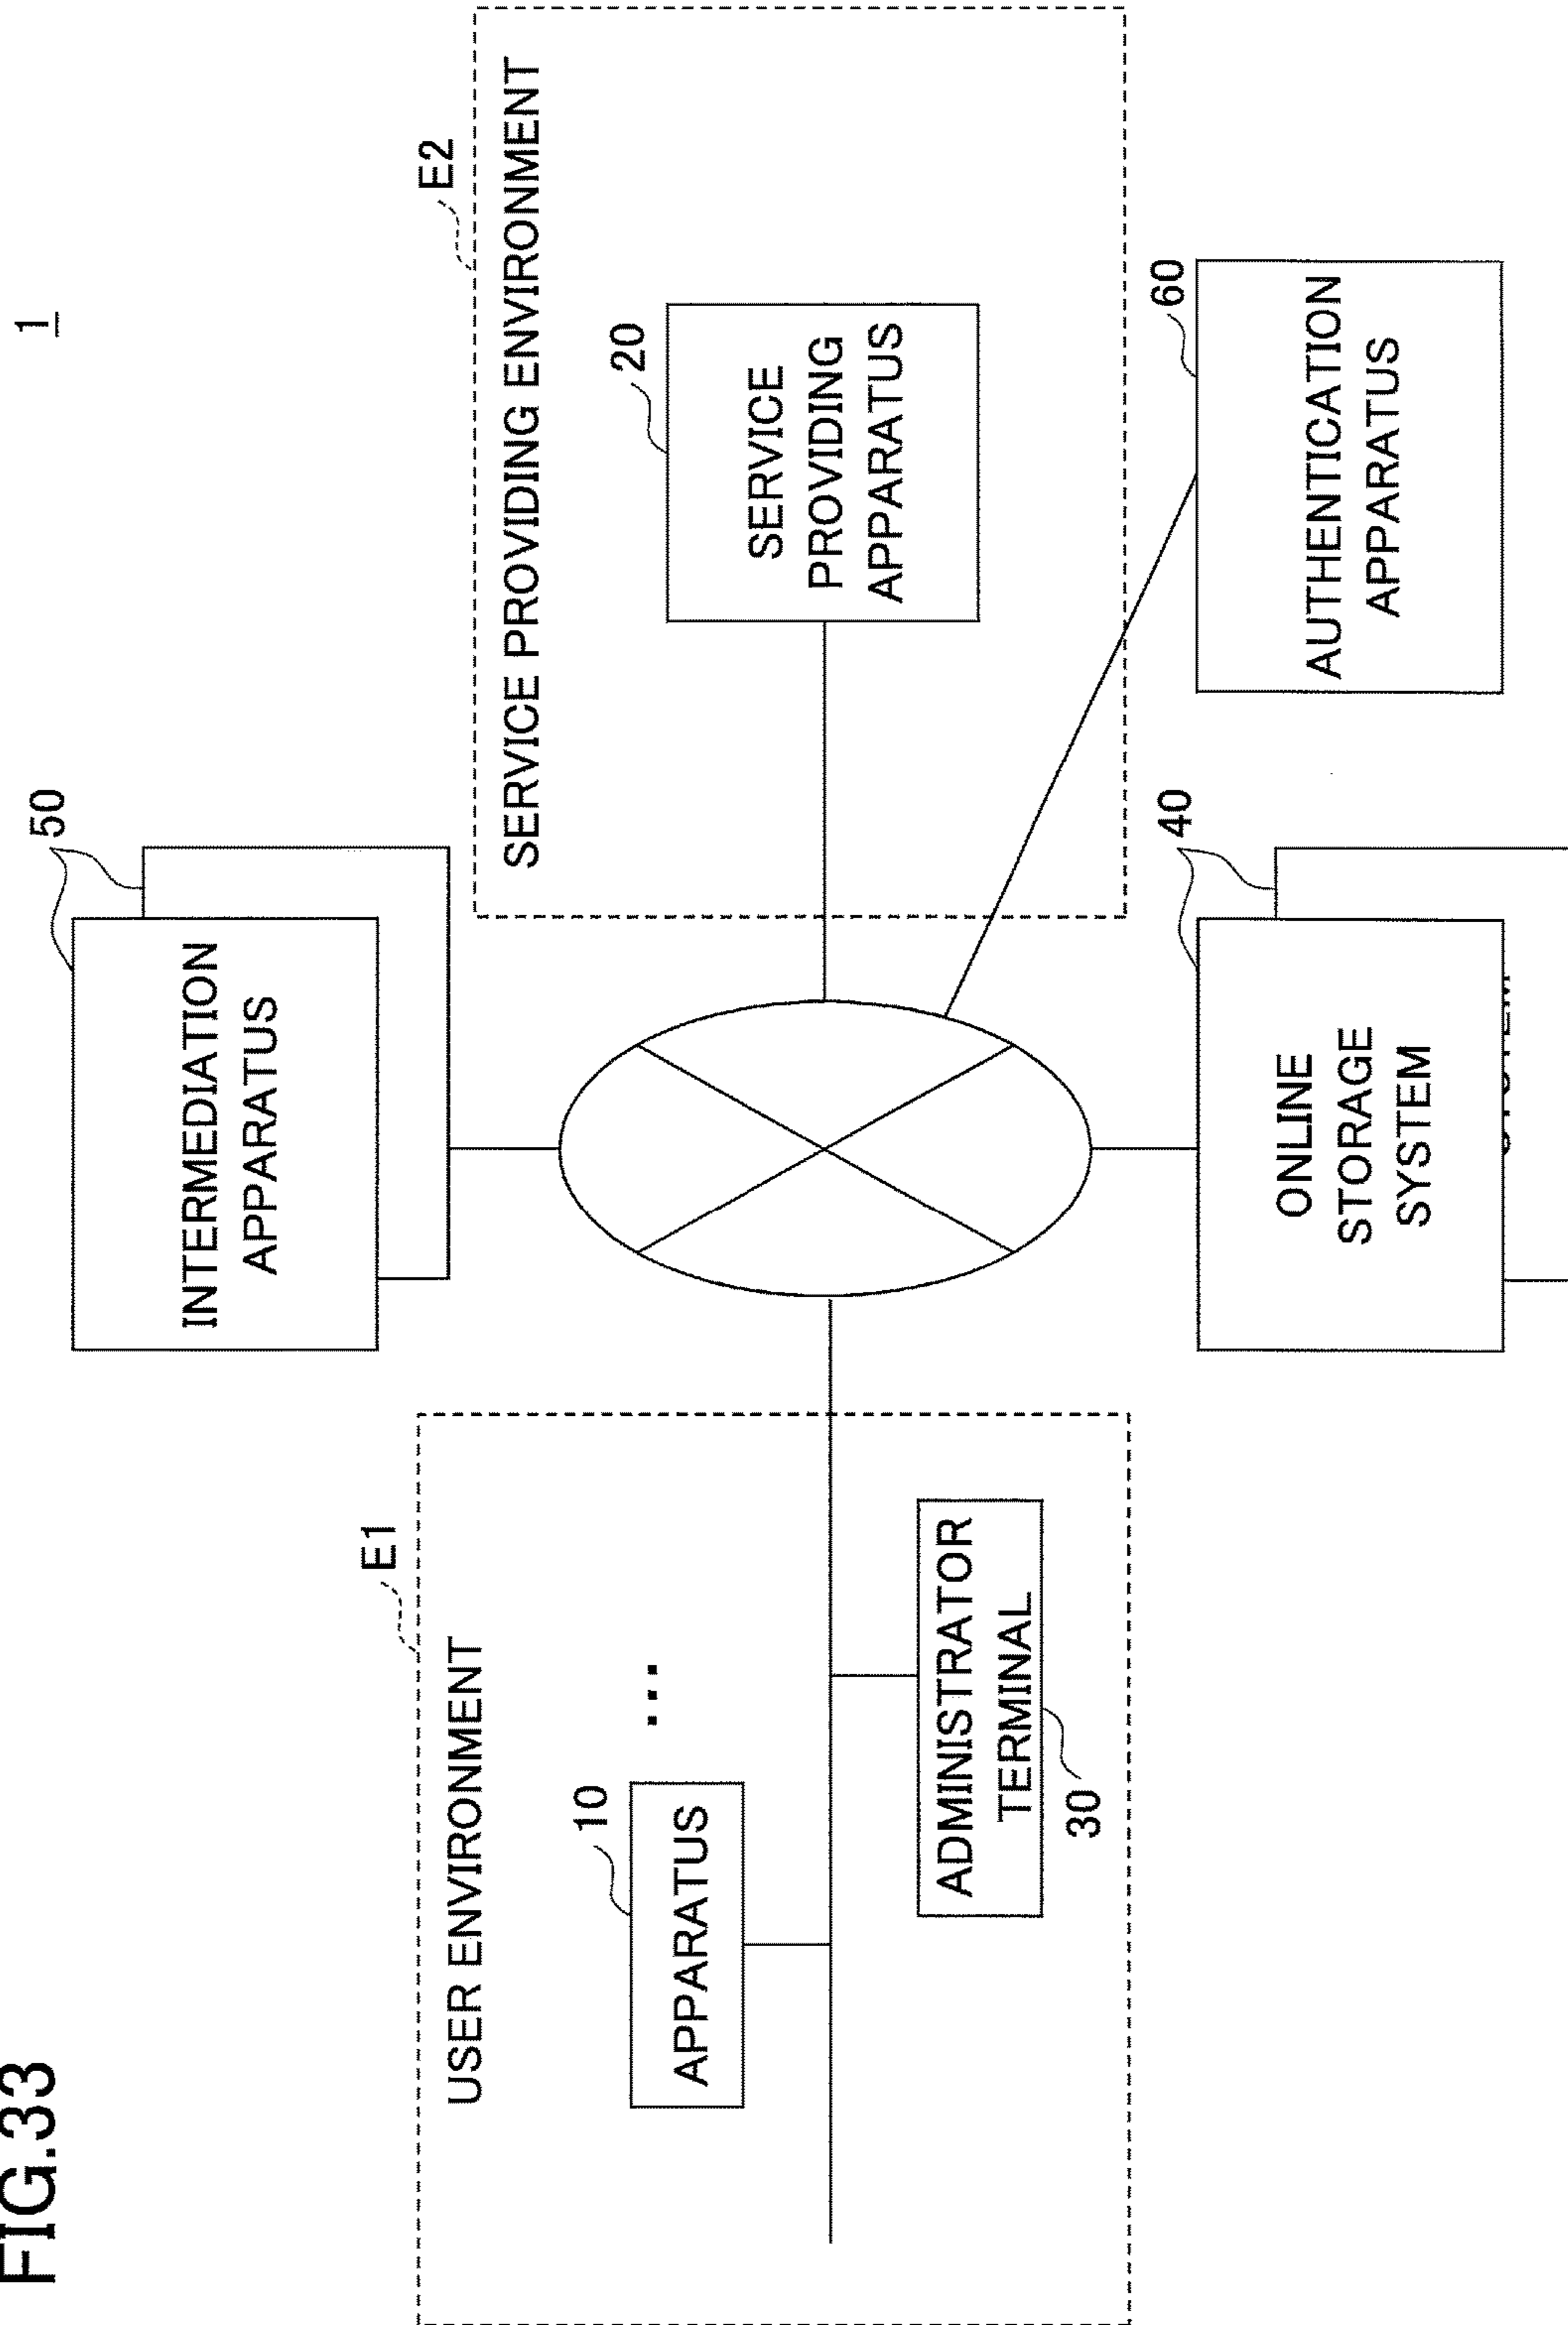 FIG.33
1
50
INTERMEDIATION
APPARATUS
E1
USER ENVIRONMENT
10
APPARATUS
...
ADMINISTRATOR
TERMINAL
30
E2
SERVICE PROVIDING ENVIRONMENT
20
SERVICE
PROVIDING
APPARATUS
40
ONLINE
STORAGE
SYSTEM
60
AUTHENTICATION
APPARATUS